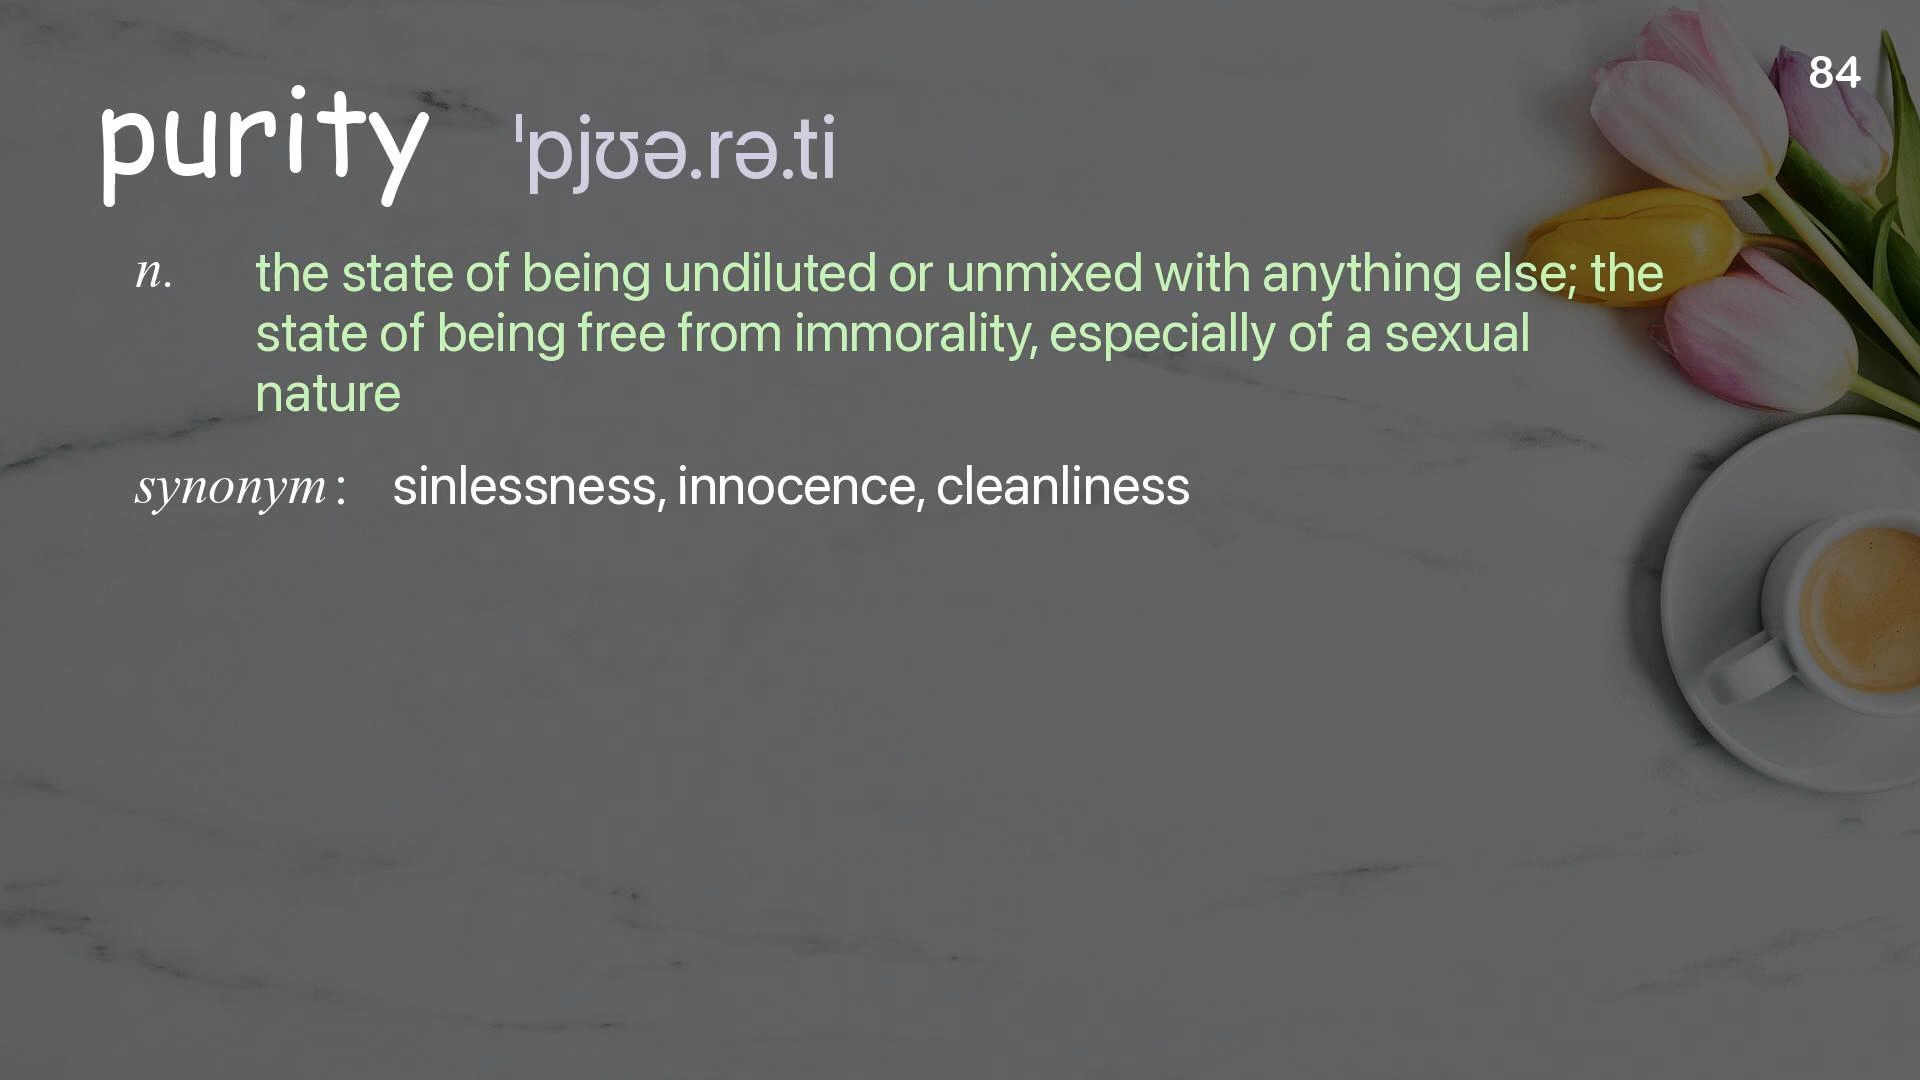 84
purity ˈpjʊə.rə.ti
n. the state of being undiluted or unmixed with anything else; the
state of being free from immorality, especially of a sexual
nature
synonym: sinlessness, innocence, cleanliness